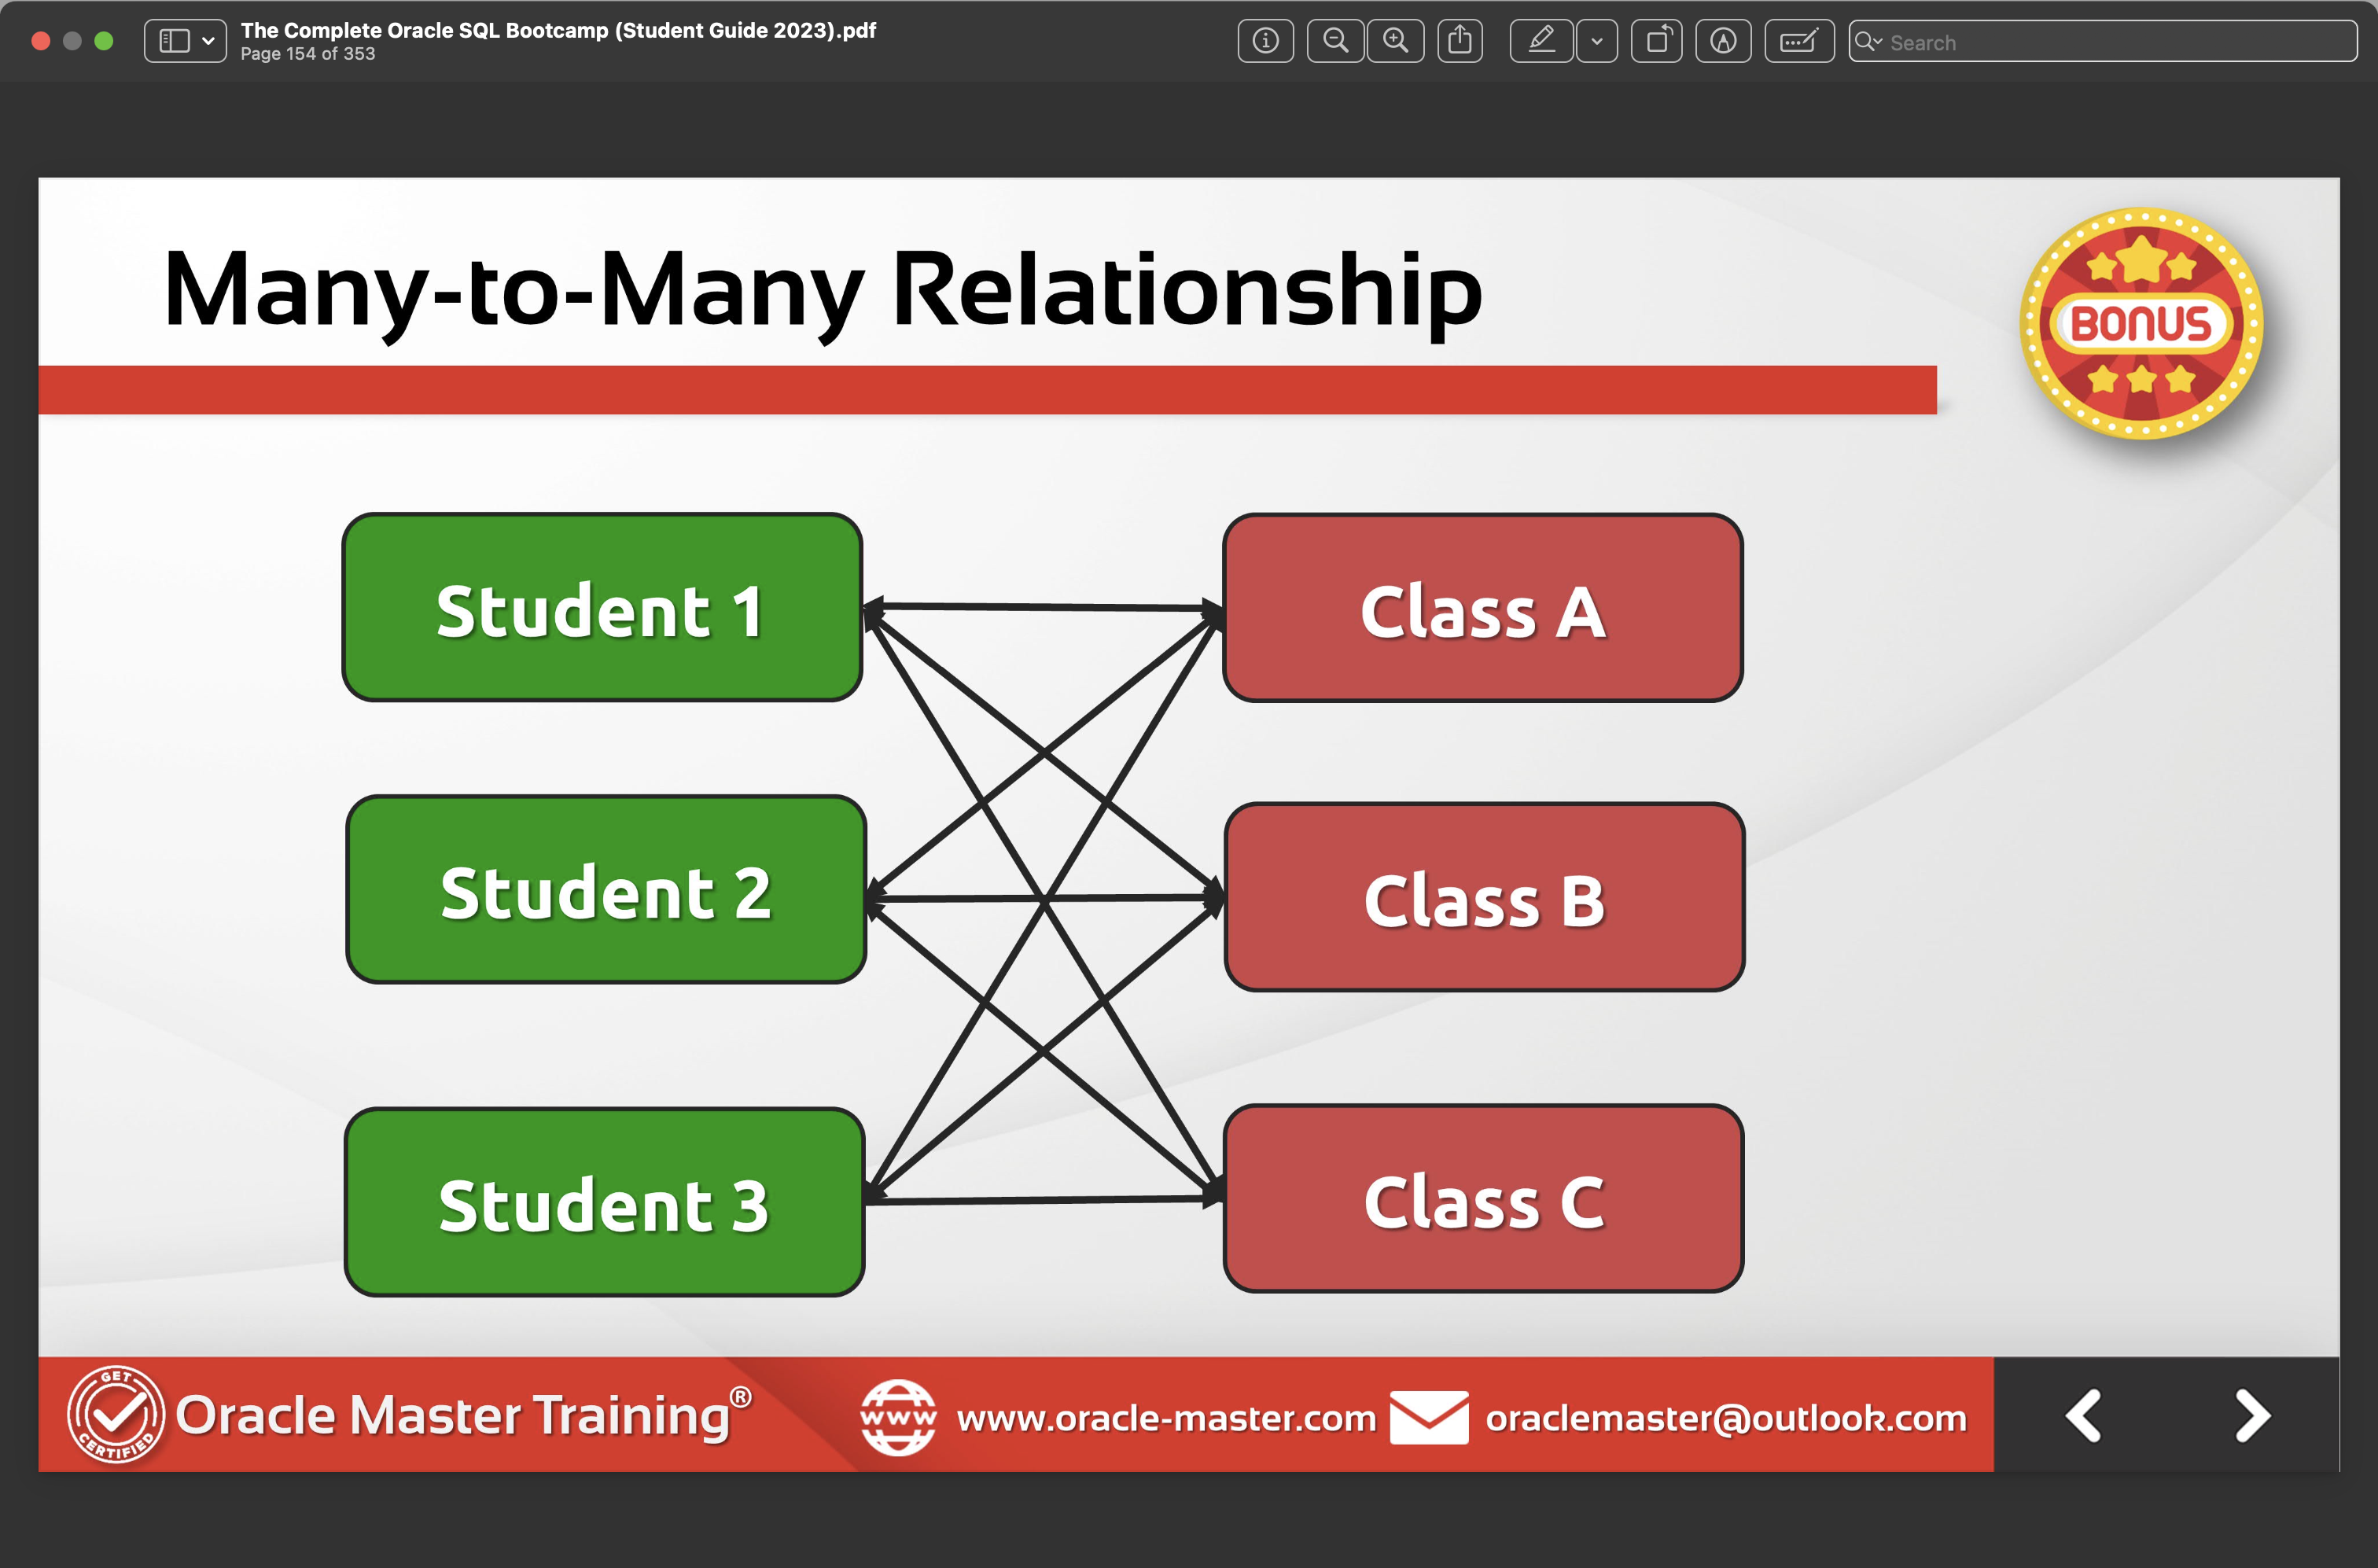 The Complete Oracle SQL Bootcamp (Student Guide 2023).pdf
Page 154 of 353
Search
Many-to-Many Relationship
BONUS
Student 1
Class A
Student 2
Class B
Student 3
Class C
GET
CERTIFIED
Oracle Master Training®
www
www.oracle-master.com
oraclemaster@outlook.com